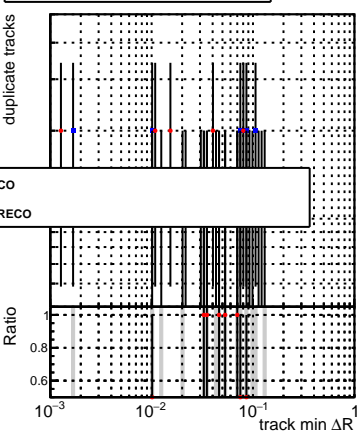 duplicate tracks
CO
RECO
Ratio
1
0.8
0.6
10⁻³ 10⁻² 10⁻¹ 1
track min ΔR